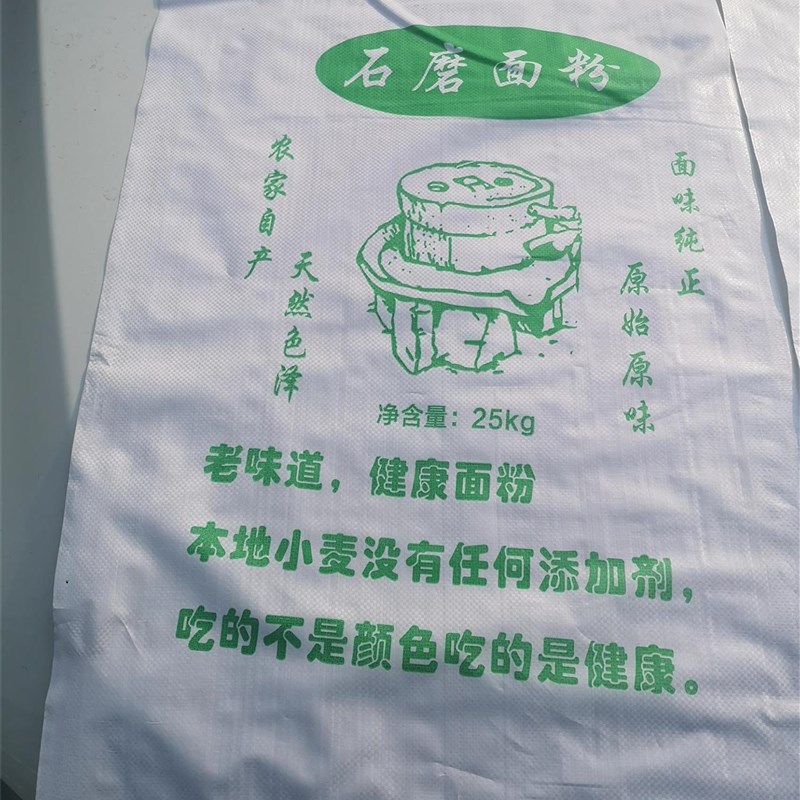 石磨面粉
农家自产
天然色泽
面味纯正
原始原味
净含量：25kg
老味道，健康面粉
本地小麦没有任何添加剂，
吃的不是颜色吃的是健康。